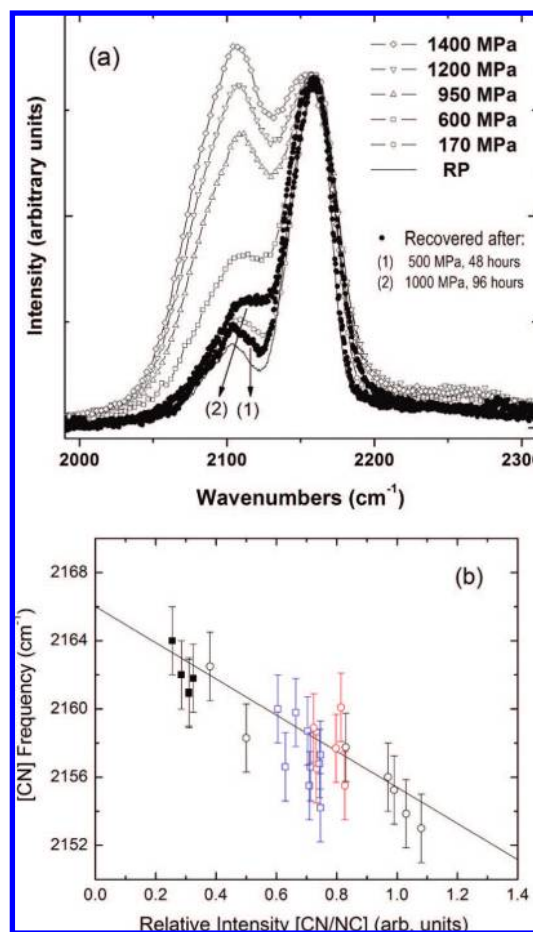 (a)
1400 MPa
1200 MPa
950 MPa
600 MPa
170 MPa
RP
Recovered after:
(1) 500 MPa, 48 hours
(2) 1000 MPa, 96 hours
(2) (1)
Intensity (arbitrary units)
2000 2100 2200 2300
Wavenumbers (cm⁻¹)
(b)
2168
2164
2160
2156
2152
[CN] Frequency (cm⁻¹)
0.0 0.2 0.4 0.6 0.8 1.0 1.2 1.4
Relative Intensity [CN/NC] (arb. units)